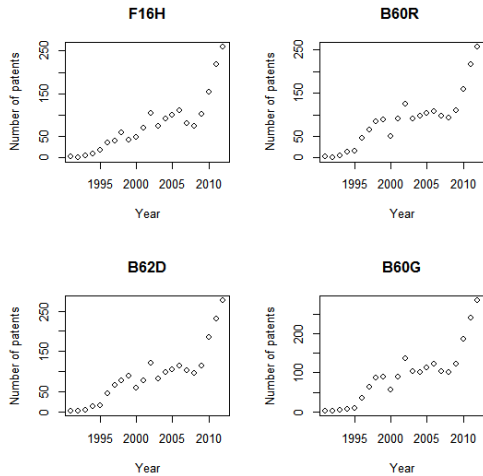 F16H
Number of patents
0 50 150 250
1995 2000 2005 2010
Year
B60R
Number of patents
0 50 150 250
1995 2000 2005 2010
Year
B62D
Number of patents
0 50 150 250
1995 2000 2005 2010
Year
B60G
Number of patents
0 100 200
1995 2000 2005 2010
Year